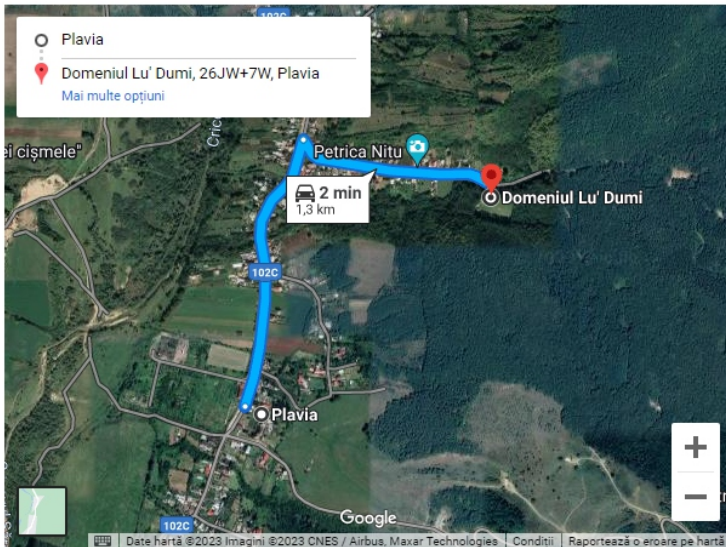 102C
Plavia
Domeniul Lu' Dumi, 26JW+7W, Plavia
Mai multe opțiuni
Cric
ei cișmele"
Petrica Nitu
2 min
1,3 km
Domeniul Lu' Dumi
102C
Plavia
102C
Google
Date hartă ©2023 Imagini ©2023 CNES / Airbus, Maxar Technologies
Condiții
Raportează o eroare pe hartă